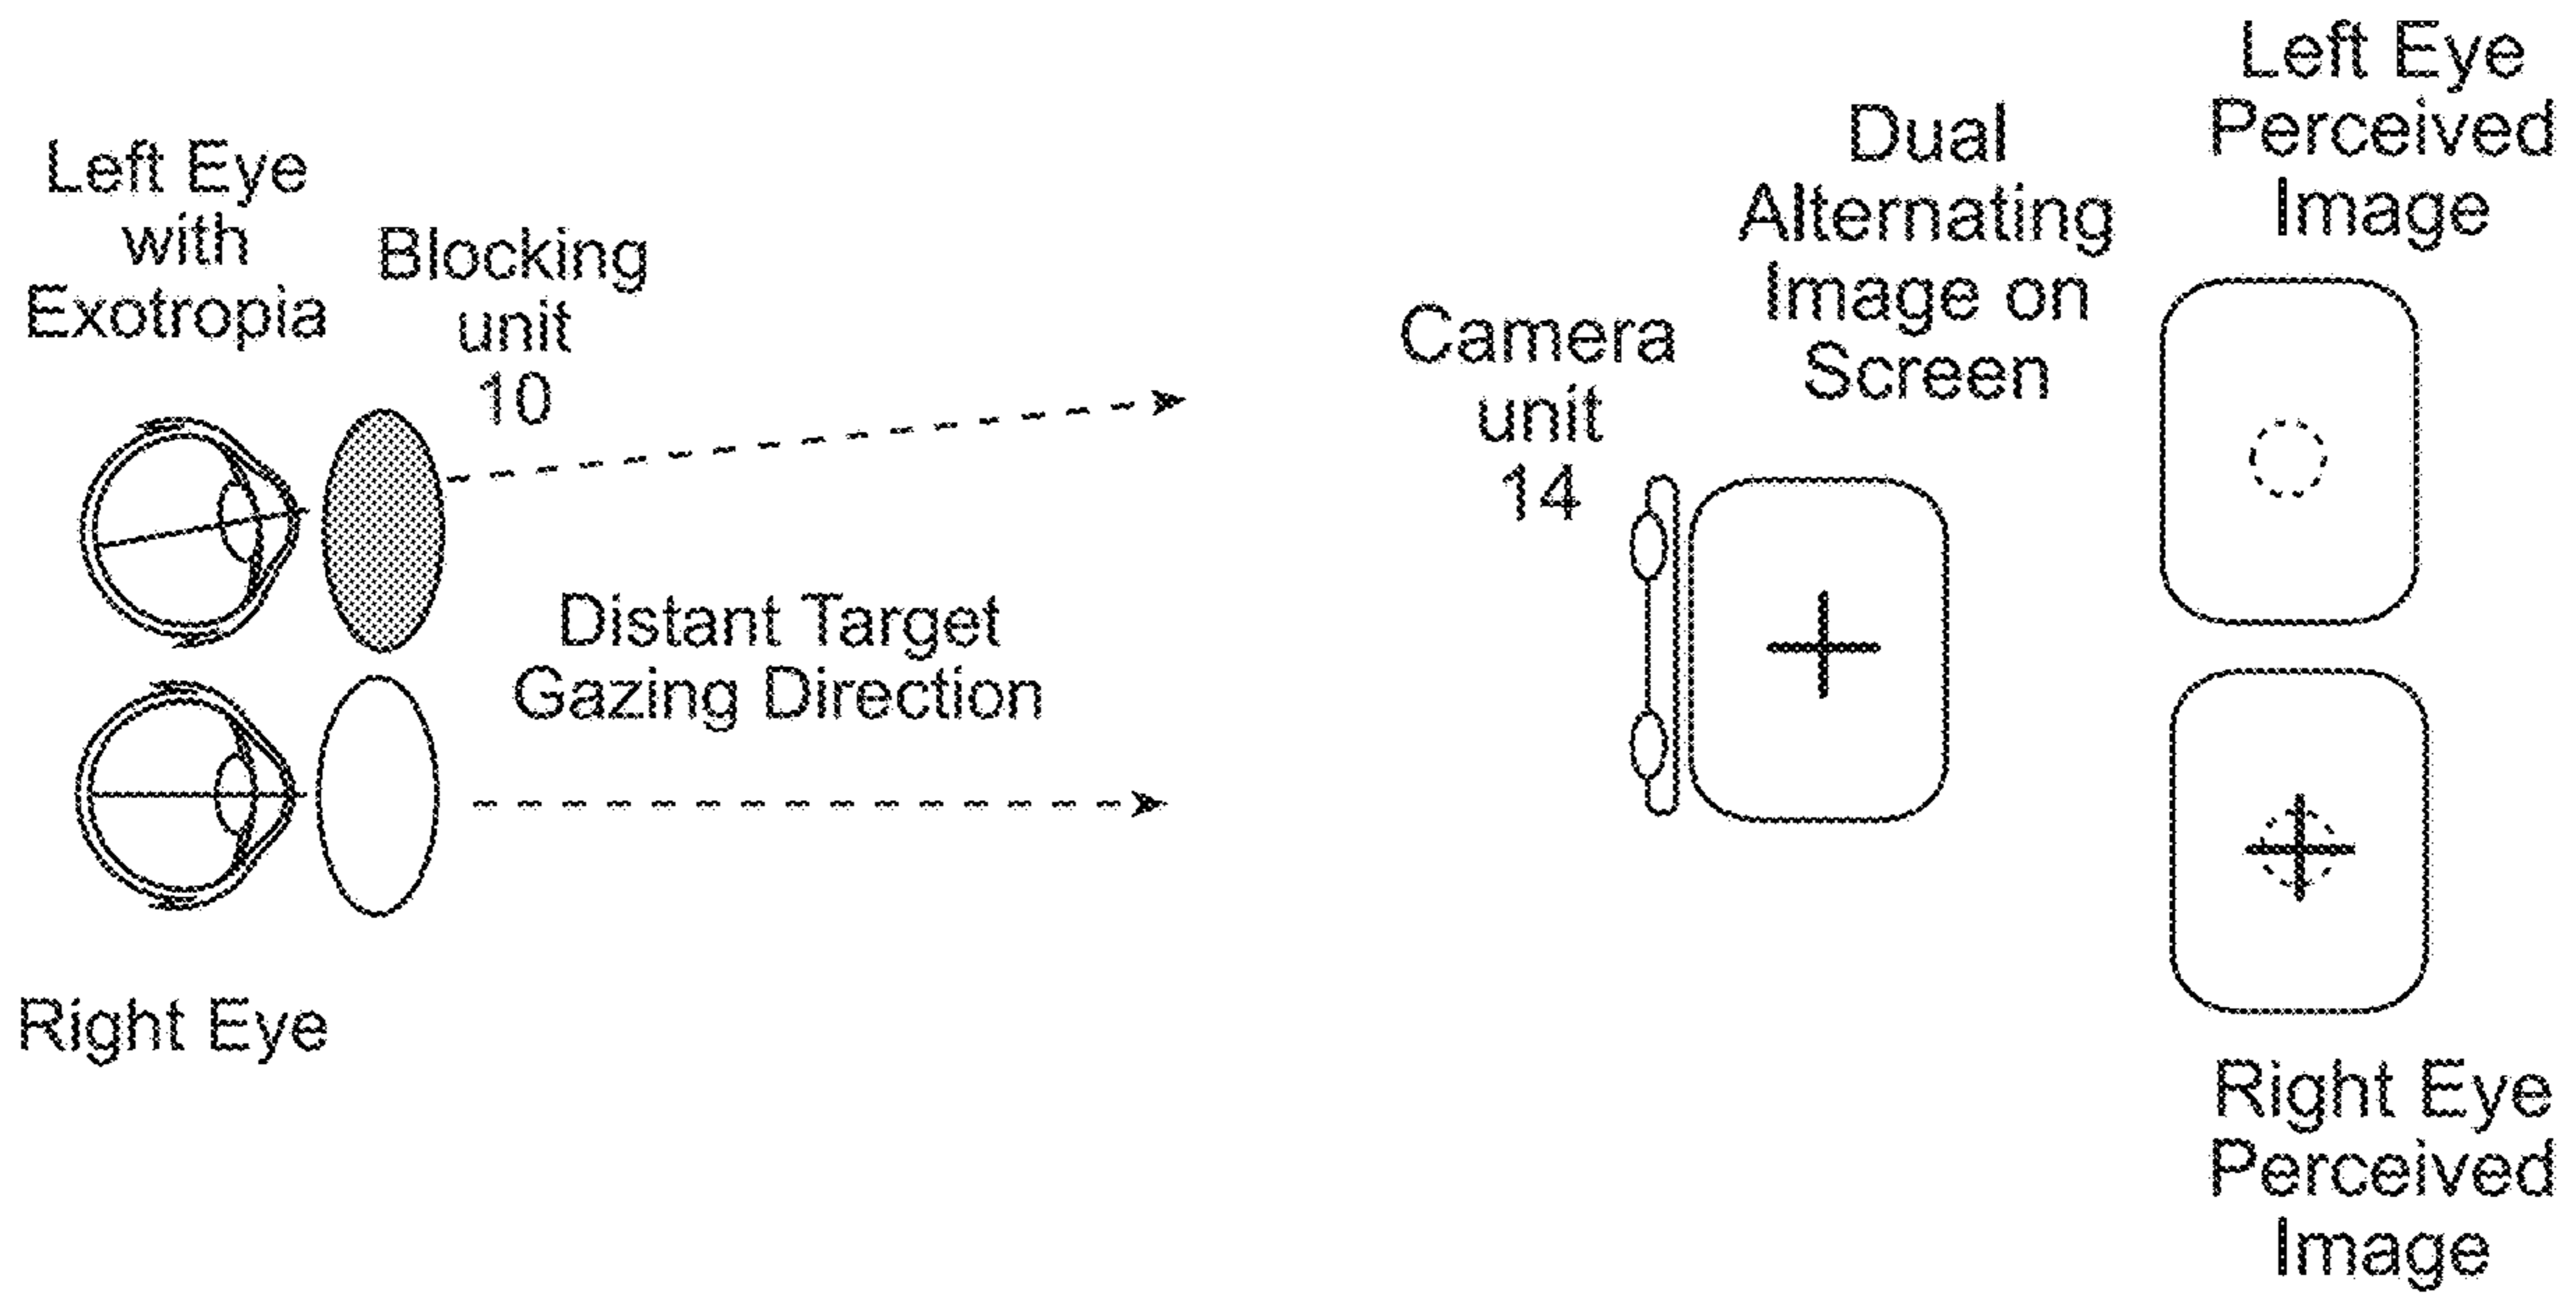 Left Eye
with
Exotropia
Blocking
unit
10
Distant Target
Gazing Direction
Right Eye
Camera
unit
14
Dual
Alternating
Image on
Screen
Left Eye
Perceived
Image
Right Eye
Perceived
Image